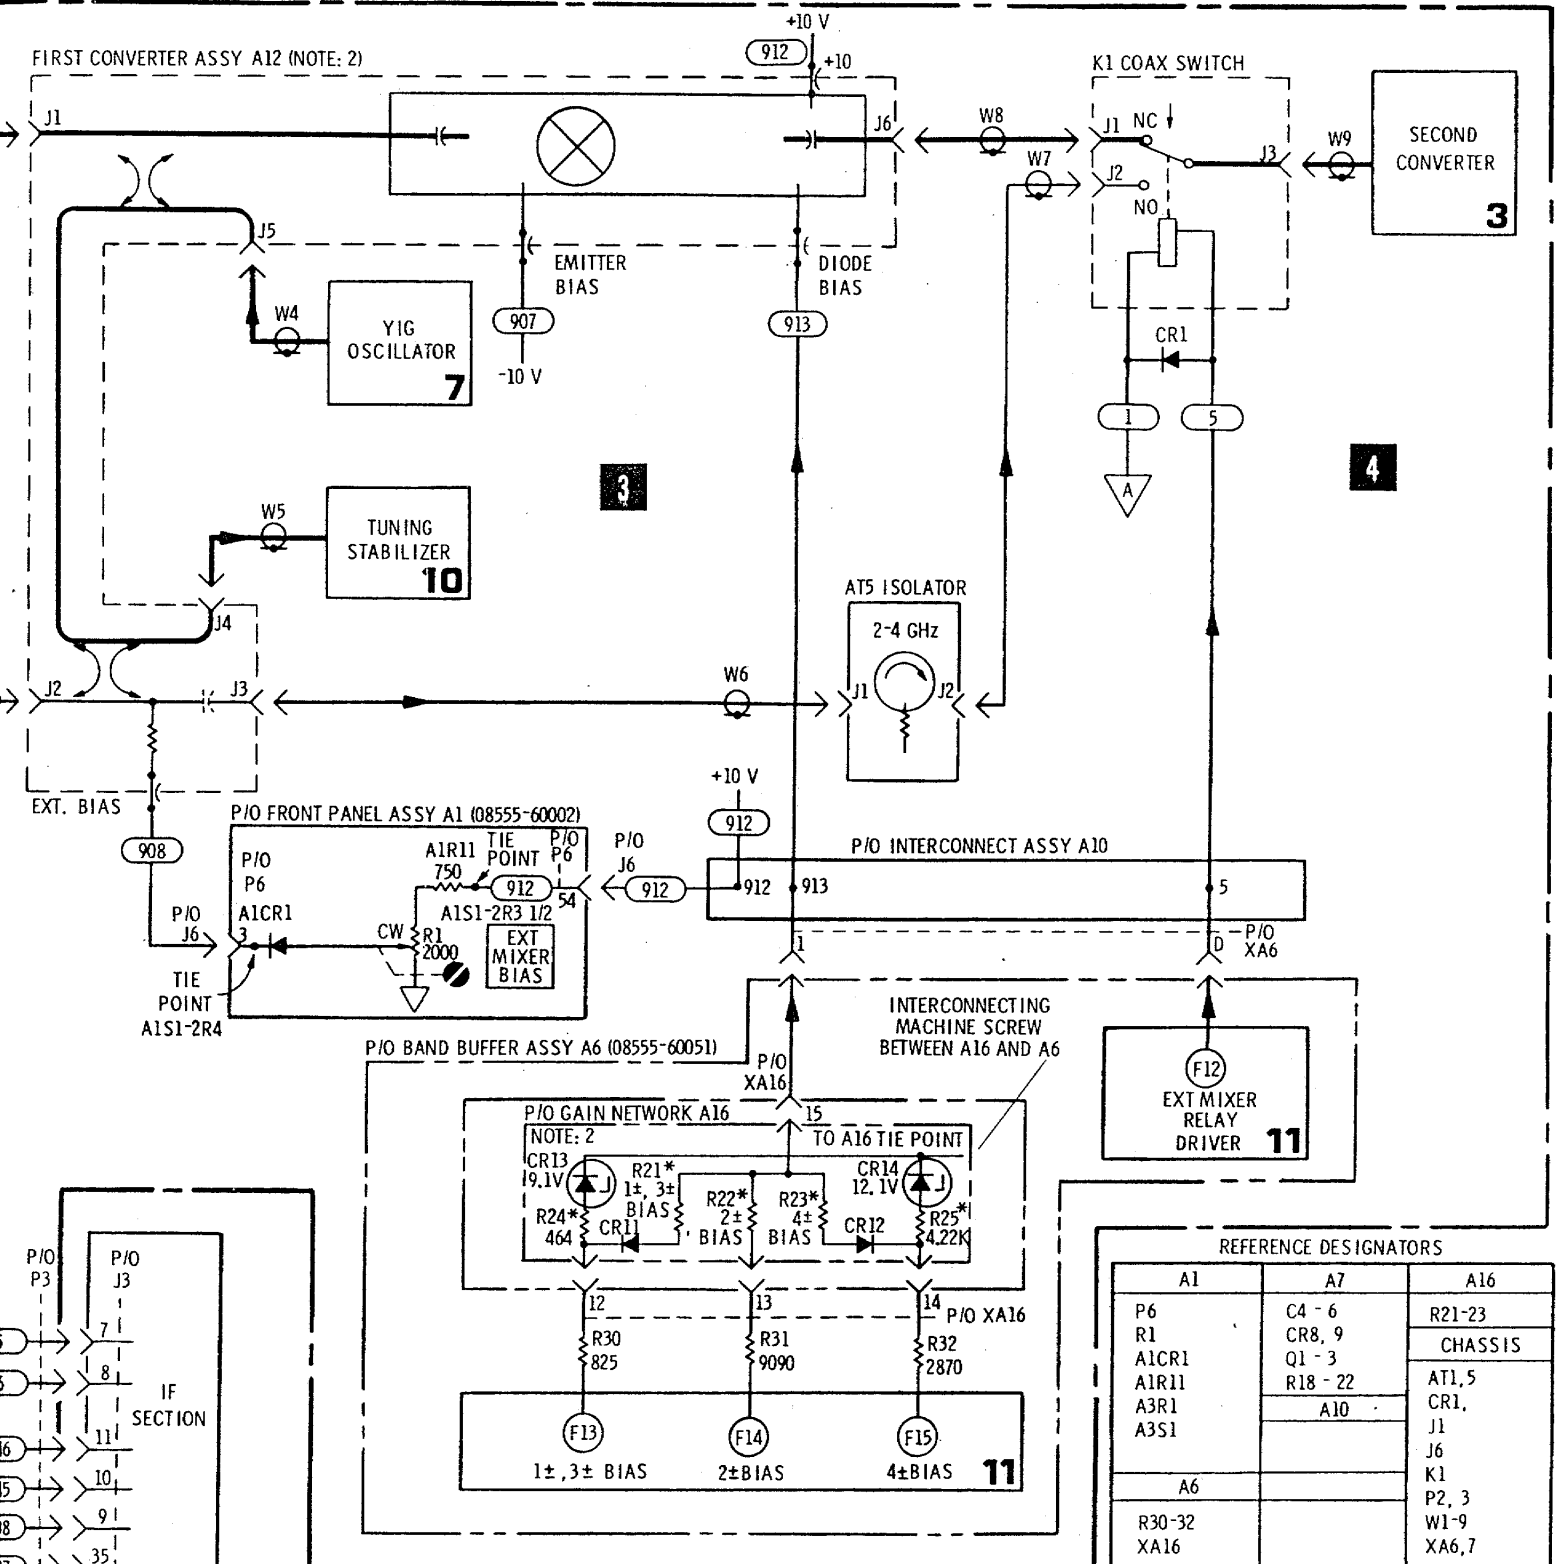 +10 V
912
+10
FIRST CONVERTER ASSY A12 (NOTE: 2)
K1 COAX SWITCH
J1
J6
W8
J1
NC
J3
W9
SECOND
CONVERTER
3
W7
J2
NO
J5
EMITTER
BIAS
DIODE
BIAS
907
-10 V
913
W4
YIG
OSCILLATOR
7
CR1
1
5
A
3
4
W5
TUNING
STABILIZER
10
J4
AT5 ISOLATOR
2-4 GHz
J1
J2
J2
J3
W6
EXT. BIAS
908
+10 V
912
P/O FRONT PANEL ASSY A1 (08555-60002)
P/O
P6
A1R11
750
TIE
POINT
P/O
P6
P/O
J6
912
54
912
912
913
5
P/O INTERCONNECT ASSY A10
A1CR1
A1S1-2R3 1/2
P/O
J6
3
CW
R1
2000
EXT
MIXER
BIAS
TIE
POINT
A1S1-2R4
1
D
P/O
XA6
INTERCONNECTING
MACHINE SCREW
BETWEEN A16 AND A6
P/O BAND BUFFER ASSY A6 (08555-60051)
P/O
XA16
F12
EXT MIXER
RELAY
DRIVER
11
P/O GAIN NETWORK A16
15
NOTE: 2
TO A16 TIE POINT
CR13
9.1V
R21*
1±, 3±
BIAS
R22*
2±
BIAS
R23*
4±
BIAS
CR14
12.1V
R24*
464
CR11
CR12
R25*
4.22K
12
13
14
P/O XA16
R30
825
R31
9090
R32
2870
F13
F14
F15
1±,3± BIAS
2±BIAS
4±BIAS
11
P/O
P3
P/O
J3
7
8
11
10
9
35
IF
SECTION
REFERENCE DESIGNATORS
A1
P6
R1
A1CR1
A1R11
A3R1
A3S1
A6
R30-32
XA16
A7
C4 - 6
CR8, 9
Q1 - 3
R18 - 22
A10
A16
R21-23
CHASSIS
AT1,5
CR1,
J1
J6
K1
P2, 3
W1-9
XA6,7